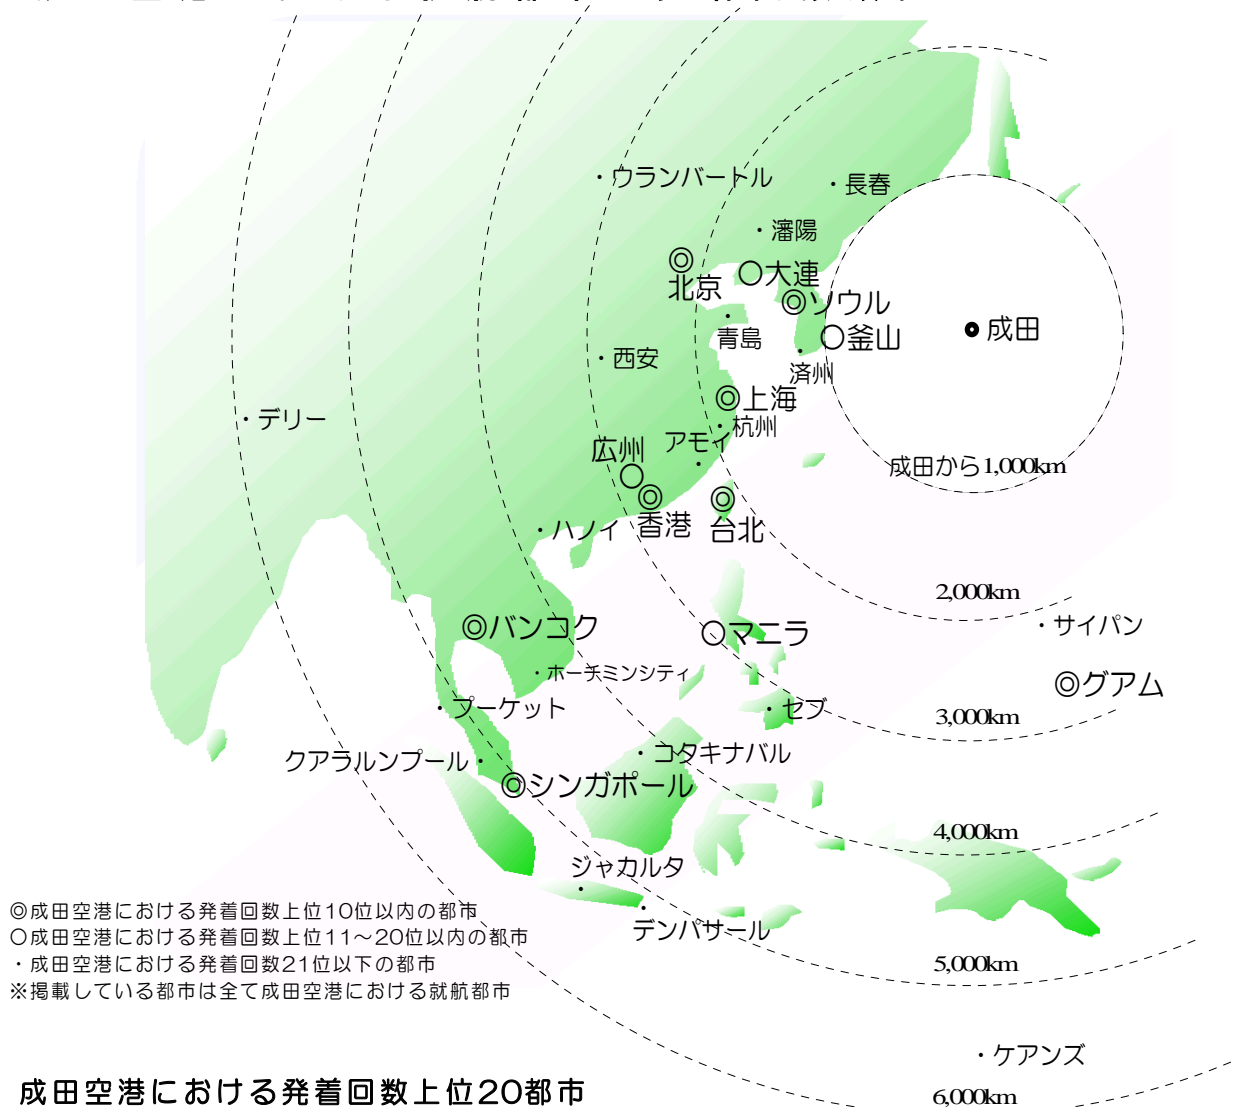 ・ウランバートル
・長春
・瀋陽
◎
北京
○大連
◎ソウル
・
青島
○釜山
・
済州
成田
・西安
◎上海
・杭州
アモイ
・
・デリー
広州
○
◎
香港
◎
台北
成田から1,000km
・ハノイ
2,000km
・サイパン
◎バンコク
○マニラ
・ホーチミンシティ
◎グアム
・プーケット
・セブ
3,000km
クアラルンプール・
・コタキナバル
◎シンガポール
4,000km
ジャカルタ
・
・
デンパサール
◎成田空港における発着回数上位10位以内の都市
○成田空港における発着回数上位11～20位以内の都市
・成田空港における発着回数21位以下の都市
※掲載している都市は全て成田空港における就航都市
5,000km
・ケアンズ
成田空港における発着回数上位20都市
6,000km